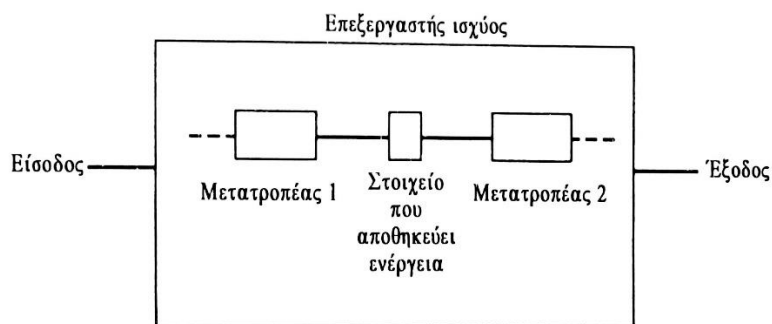 Επεξεργαστής ισχύος
Είσοδος
Μετατροπέας 1
Στοιχείο
που
αποθηκεύει
ενέργεια
Μετατροπέας 2
Έξοδος